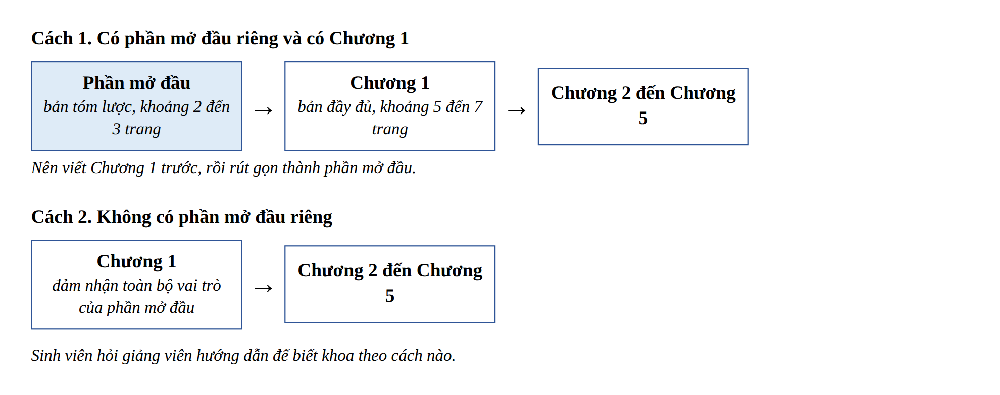 Cách 1. Có phần mở đầu riêng và có Chương 1
Phần mở đầu
bản tóm lược, khoảng 2 đến
3 trang
→
Chương 1
bản đầy đủ, khoảng 5 đến 7
trang
→
Chương 2 đến Chương
5
Nên viết Chương 1 trước, rồi rút gọn thành phần mở đầu.
Cách 2. Không có phần mở đầu riêng
Chương 1
đảm nhận toàn bộ vai trò
của phần mở đầu
→
Chương 2 đến Chương
5
Sinh viên hỏi giảng viên hướng dẫn để biết khoa theo cách nào.